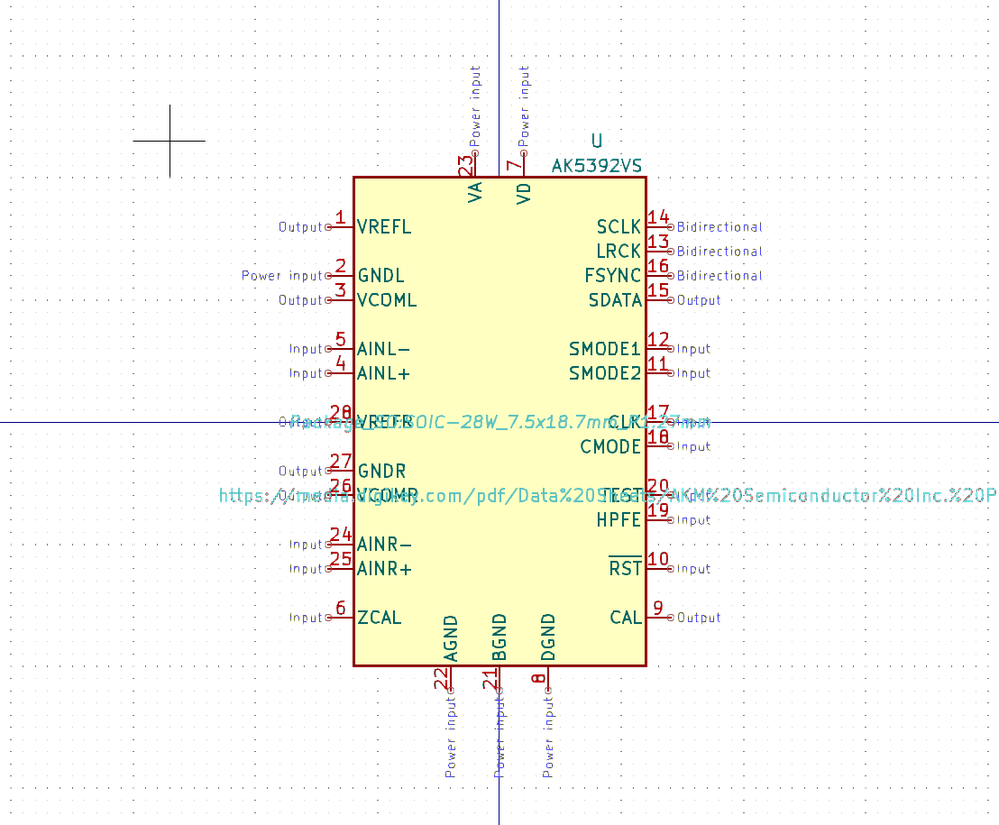 Power input
Power input
23
7
U
AK5392VS
VA
VD
Output 1 VREFL
SCLK 14 Bidirectional
LRCK 13 Bidirectional
Power input 2 GNDL
FSYNC 16 Bidirectional
Output 3 VCOML
SDATA 15 Output
Input 5 AINL-
SMODE1 12 Input
Input 4 AINL+
SMODE2 11 Input
28 VREFR
Package_SO:SOIC-28W_7.5x18.7mm_P1.27mm
CLK 17 Input
CMODE 18 Input
Output 27 GNDR
26 VCOMR
https://media.digikey.com/pdf/Data%20Sheets/AKM%20Semiconductor%20Inc.%20P
TEST 20
HPFE 19 Input
Input 24 AINR-
Input 25 AINR+
RST 10 Input
Input 6 ZCAL
CAL 9 Output
AGND
BGND
DGND
22
21
8
Power input
Power input
Power input